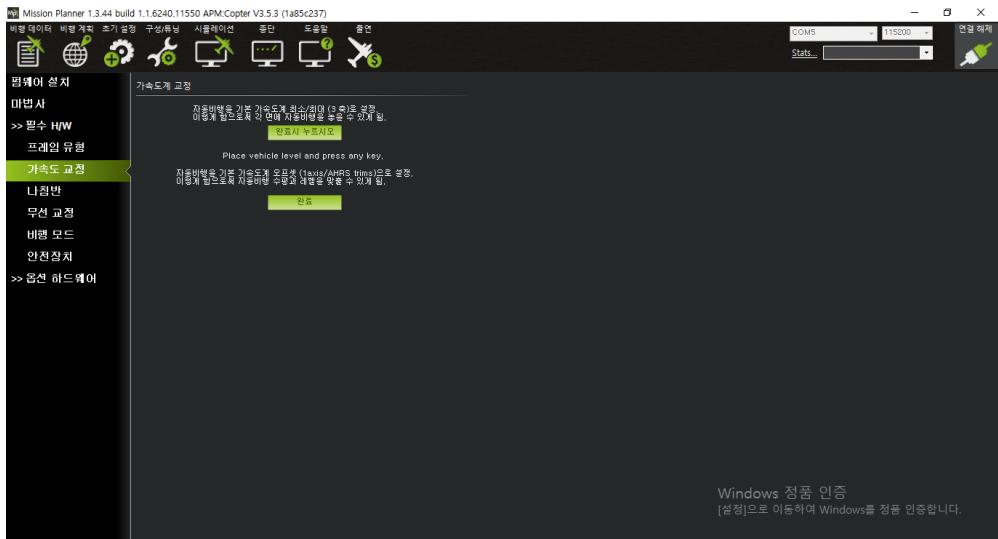 Mission Planner 1.3.44 build 1.1.6240.11550 APM:Copter V3.5.3 (1a85c237)
비행 데이터 비행 계획 초기 설정 구성/튜닝 시뮬레이션 종단 도움말 출연
COM5 115200 연결 해제
Stats...
펌웨어 설치
마법사
>> 필수 H/W
프레임 유형
가속도 교정
나침반
무선 교정
비행 모드
안전장치
>> 옵션 하드웨어
가속도계 교정
자동비행을 기본 가속도계 최소/최대 (3 축)로 설정.
이렇게 함으로써 각 면에 자동비행을 놓을 수 있게 됨.
완료시 누르시오
Place vehicle level and press any key.
자동비행을 기본 가속도계 오프셋 (1axis/AHRS trims)으로 설정.
이렇게 함으로써 자동비행 수평과 레벨을 맞출 수 있게 됨.
완료
Windows 정품 인증
[설정]으로 이동하여 Windows를 정품 인증합니다.